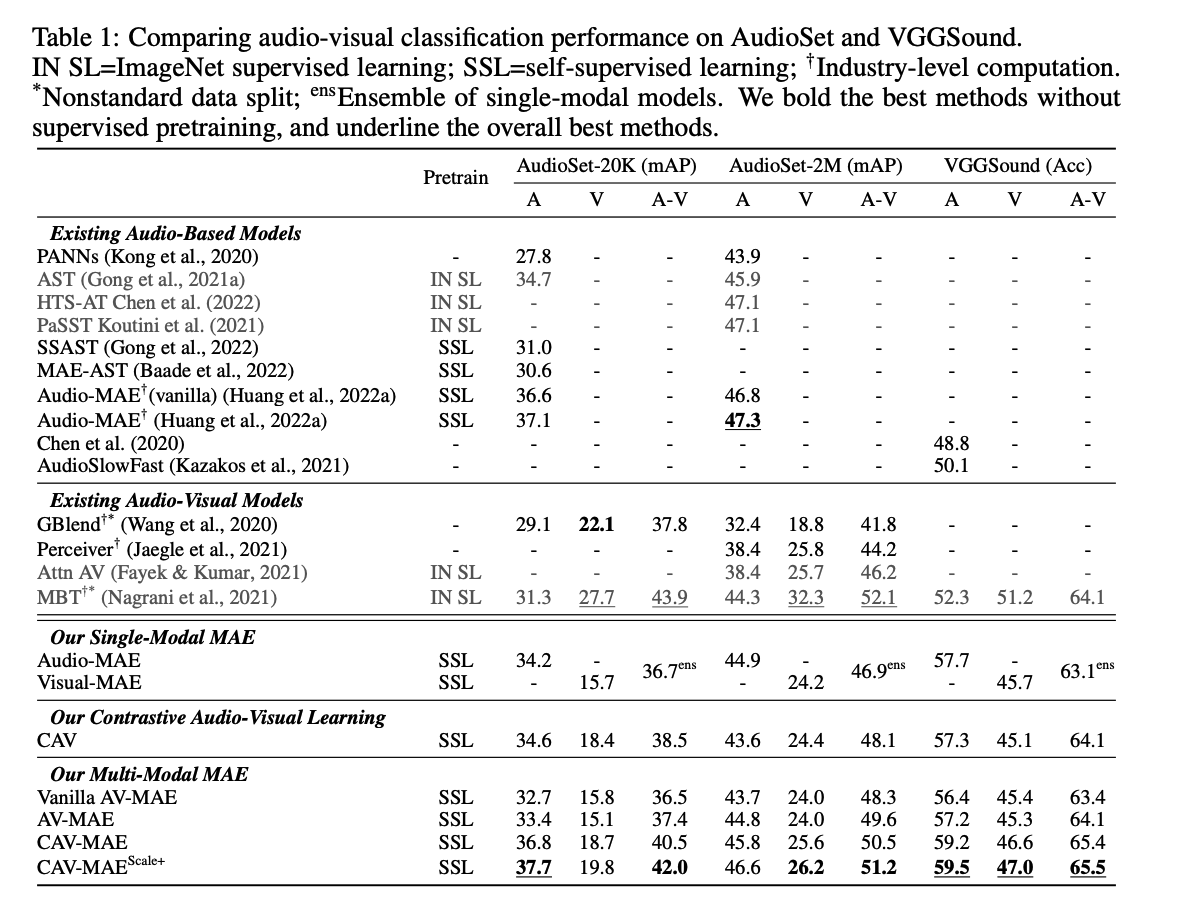 Table 1: Comparing audio-visual classification performance on AudioSet and VGGSound.
IN SL=ImageNet supervised learning; SSL=self-supervised learning; †Industry-level computation.
*Nonstandard data split; ensEnsemble of single-modal models. We bold the best methods without
supervised pretraining, and underline the overall best methods.
Pretrain AudioSet-20K (mAP) AudioSet-2M (mAP) VGGSound (Acc)
A V A-V A V A-V A V A-V
Existing Audio-Based Models
PANNs (Kong et al., 2020) - 27.8 - - 43.9 - - - - -
AST (Gong et al., 2021a) IN SL 34.7 - - 45.9 - - - - -
HTS-AT Chen et al. (2022) IN SL - - - 47.1 - - - - -
PaSST Koutini et al. (2021) IN SL - - - 47.1 - - - - -
SSAST (Gong et al., 2022) SSL 31.0 - - - - - - - -
MAE-AST (Baade et al., 2022) SSL 30.6 - - - - - - - -
Audio-MAE†(vanilla) (Huang et al., 2022a) SSL 36.6 - - 46.8 - - - - -
Audio-MAE† (Huang et al., 2022a) SSL 37.1 - - 47.3 - - - - -
Chen et al. (2020) - - - - - - - 48.8 - -
AudioSlowFast (Kazakos et al., 2021) - - - - - - - 50.1 - -
Existing Audio-Visual Models
GBlend†* (Wang et al., 2020) - 29.1 22.1 37.8 32.4 18.8 41.8 - - -
Perceiver† (Jaegle et al., 2021) - - - - 38.4 25.8 44.2 - - -
Attn AV (Fayek & Kumar, 2021) IN SL - - - 38.4 25.7 46.2 - - -
MBT†* (Nagrani et al., 2021) IN SL 31.3 27.7 43.9 44.3 32.3 52.1 52.3 51.2 64.1
Our Single-Modal MAE
Audio-MAE SSL 34.2 - 36.7ens 44.9 - 46.9ens 57.7 - 63.1ens
Visual-MAE SSL - 15.7 - 24.2 - 45.7
Our Contrastive Audio-Visual Learning
CAV SSL 34.6 18.4 38.5 43.6 24.4 48.1 57.3 45.1 64.1
Our Multi-Modal MAE
Vanilla AV-MAE SSL 32.7 15.8 36.5 43.7 24.0 48.3 56.4 45.4 63.4
AV-MAE SSL 33.4 15.1 37.4 44.8 24.0 49.6 57.2 45.3 64.1
CAV-MAE SSL 36.8 18.7 40.5 45.8 25.6 50.5 59.2 46.6 65.4
CAV-MAEScale+ SSL 37.7 19.8 42.0 46.6 26.2 51.2 59.5 47.0 65.5